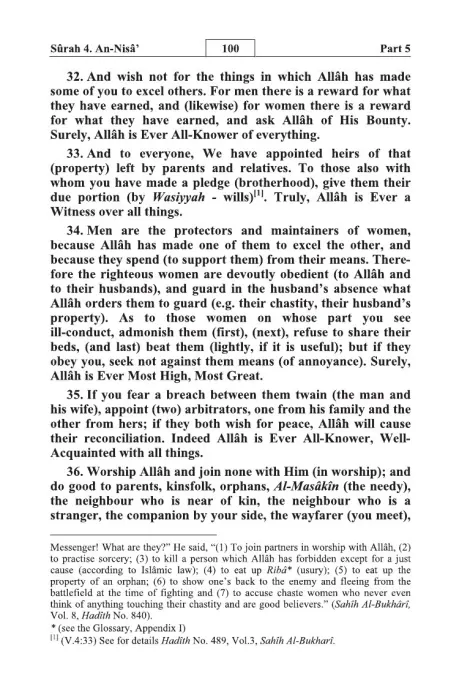 Sûrah 4. An-Nisâ’ 100 Part 5
32. And wish not for the things in which Allâh has made
some of you to excel others. For men there is a reward for what
they have earned, and (likewise) for women there is a reward
for what they have earned, and ask Allâh of His Bounty.
Surely, Allâh is Ever All-Knower of everything.
33. And to everyone, We have appointed heirs of that
(property) left by parents and relatives. To those also with
whom you have made a pledge (brotherhood), give them their
due portion (by Wasiyyah - wills)[1]. Truly, Allâh is Ever a
Witness over all things.
34. Men are the protectors and maintainers of women,
because Allâh has made one of them to excel the other, and
because they spend (to support them) from their means. There-
fore the righteous women are devoutly obedient (to Allâh and
to their husbands), and guard in the husband’s absence what
Allâh orders them to guard (e.g. their chastity, their husband’s
property). As to those women on whose part you see
ill-conduct, admonish them (first), (next), refuse to share their
beds, (and last) beat them (lightly, if it is useful); but if they
obey you, seek not against them means (of annoyance). Surely,
Allâh is Ever Most High, Most Great.
35. If you fear a breach between them twain (the man and
his wife), appoint (two) arbitrators, one from his family and the
other from hers; if they both wish for peace, Allâh will cause
their reconciliation. Indeed Allâh is Ever All-Knower, Well-
Acquainted with all things.
36. Worship Allâh and join none with Him (in worship); and
do good to parents, kinsfolk, orphans, Al-Masâkîn (the needy),
the neighbour who is near of kin, the neighbour who is a
stranger, the companion by your side, the wayfarer (you meet),
Messenger! What are they?” He said, “(1) To join partners in worship with Allâh, (2)
to practise sorcery; (3) to kill a person which Allâh has forbidden except for a just
cause (according to Islâmic law); (4) to eat up Ribâ* (usury); (5) to eat up the
property of an orphan; (6) to show one’s back to the enemy and fleeing from the
battlefield at the time of fighting and (7) to accuse chaste women who never even
think of anything touching their chastity and are good believers.” (Sahîh Al-Bukhârî,
Vol. 8, Hadîth No. 840).
* (see the Glossary, Appendix I)
[1] (V.4:33) See for details Hadîth No. 489, Vol.3, Sahîh Al-Bukharî.